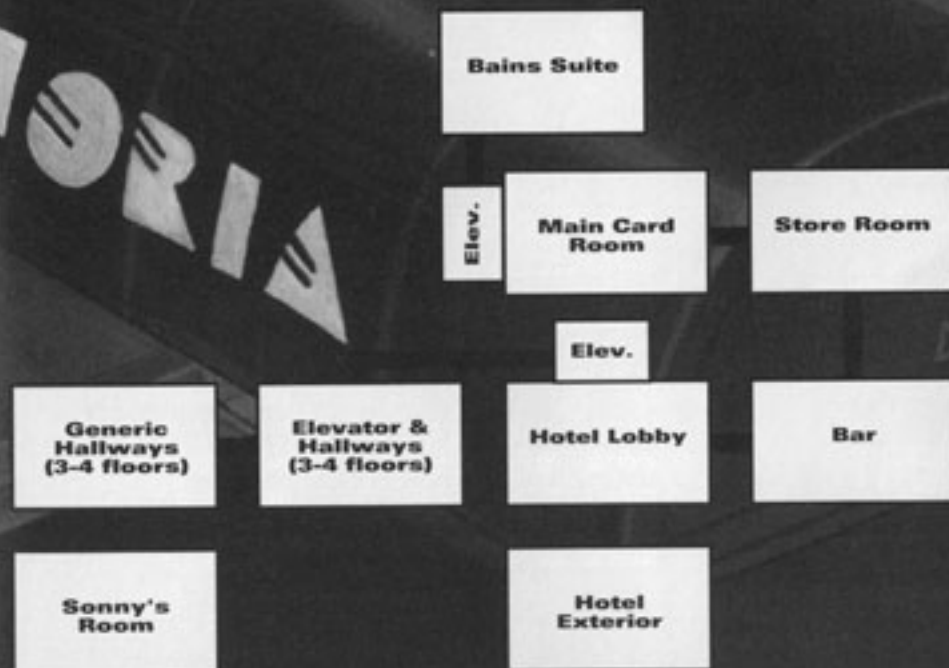 ORIA
Bains Suite
Elev.
Main Card
Room
Store Room
Elev.
Generic
Hallways
(3-4 floors)
Elevator &
Hallways
(3-4 floors)
Hotel Lobby
Bar
Sonny's
Room
Hotel
Exterior